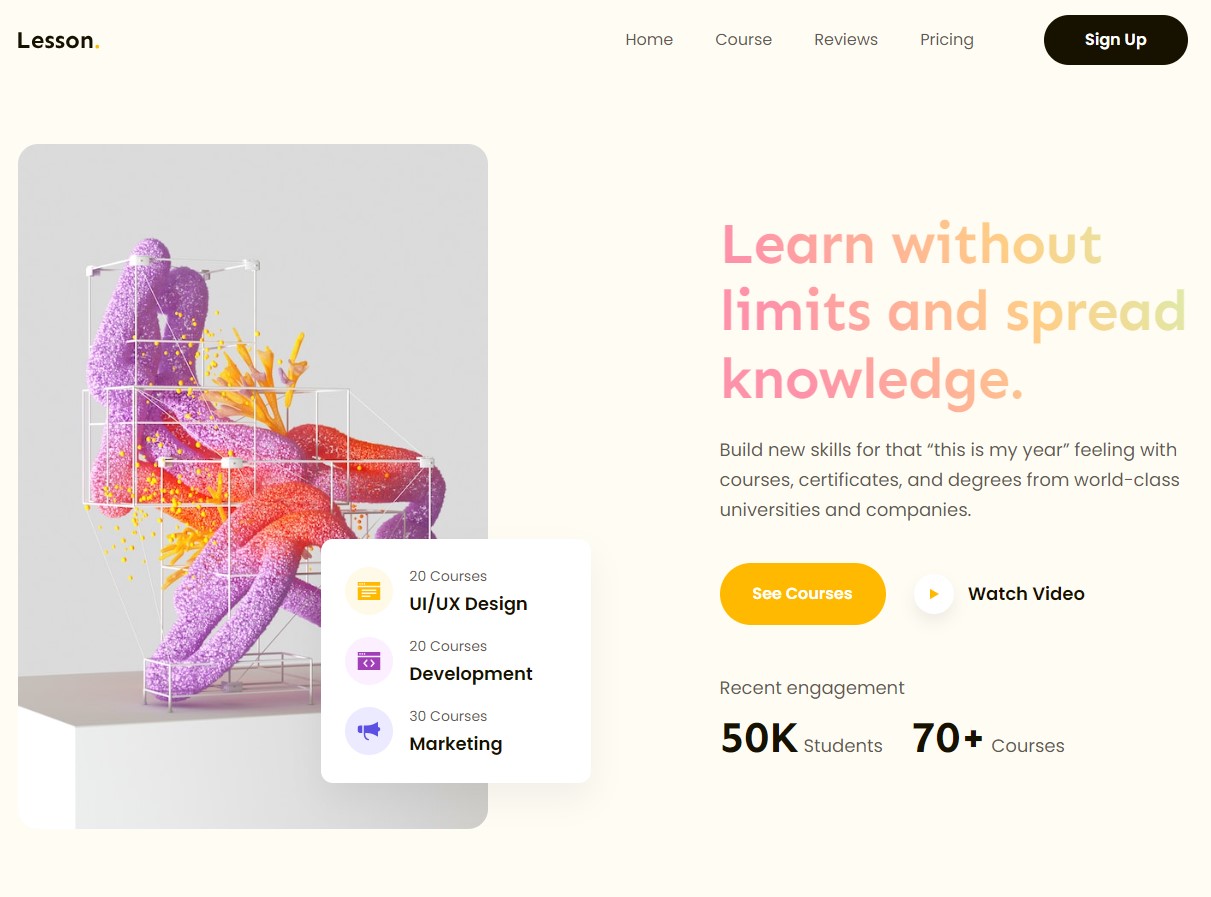 Lesson.
Home Course Reviews Pricing Sign Up
Learn without
limits and spread
knowledge.
Build new skills for that “this is my year” feeling with
courses, certificates, and degrees from world-class
universities and companies.
See Courses Watch Video
Recent engagement
50K Students 70+ Courses
20 Courses
UI/UX Design
20 Courses
Development
30 Courses
Marketing